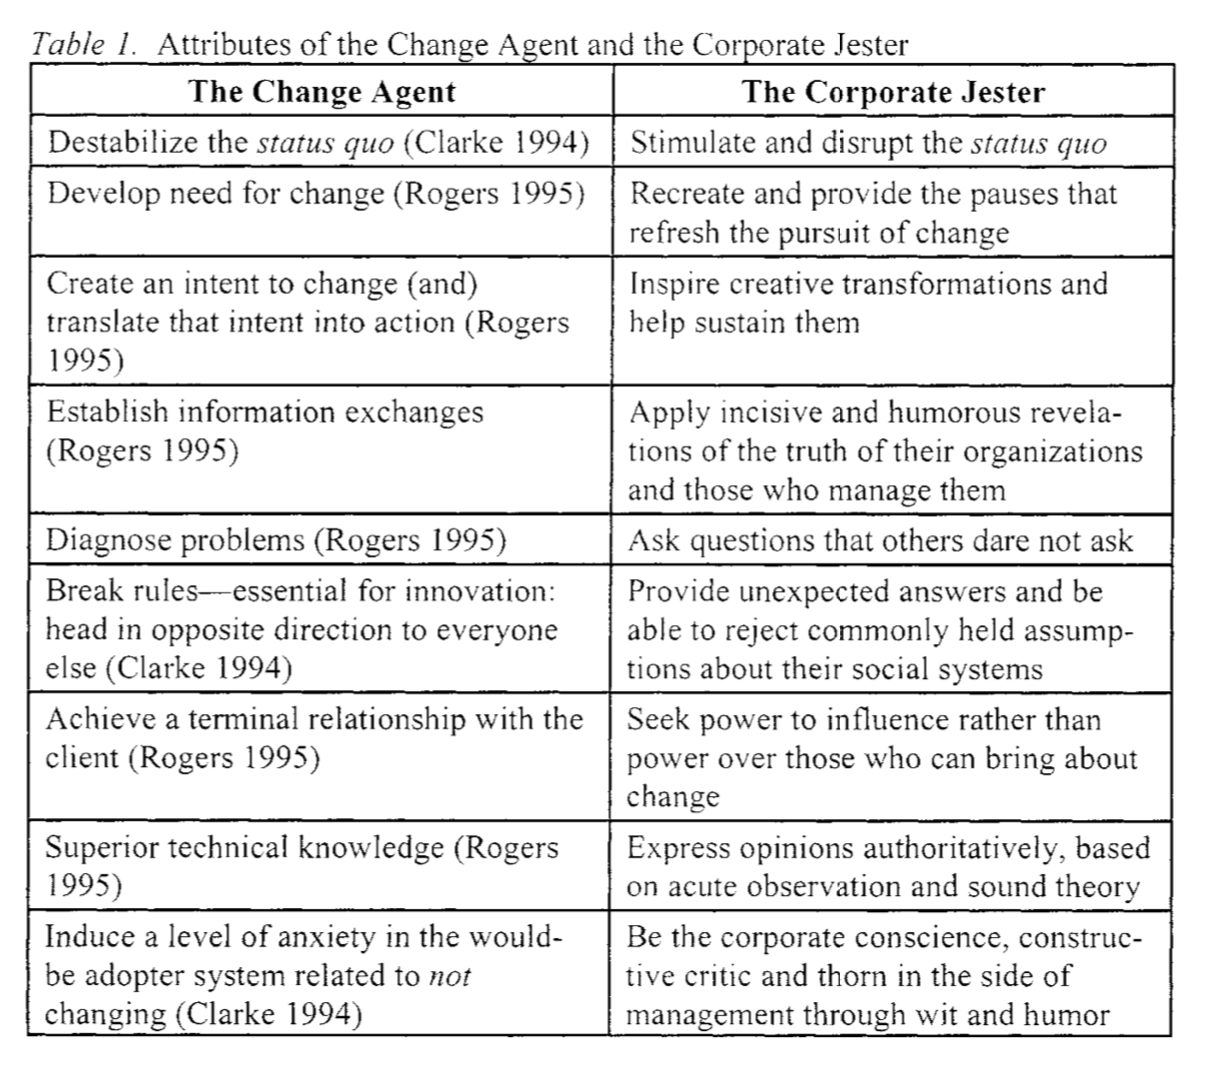 Table 1. Attributes of the Change Agent and the Corporate Jester
The Change Agent
The Corporate Jester
Destabilize the status quo (Clarke 1994)
Stimulate and disrupt the status quo
Develop need for change (Rogers 1995)
Recreate and provide the pauses that
refresh the pursuit of change
Create an intent to change (and)
translate that intent into action (Rogers
1995)
Inspire creative transformations and
help sustain them
Establish information exchanges
(Rogers 1995)
Apply incisive and humorous revela-
tions of the truth of their organizations
and those who manage them
Diagnose problems (Rogers 1995)
Ask questions that others dare not ask
Break rules—essential for innovation:
head in opposite direction to everyone
else (Clarke 1994)
Provide unexpected answers and be
able to reject commonly held assump-
tions about their social systems
Achieve a terminal relationship with the
client (Rogers 1995)
Seek power to influence rather than
power over those who can bring about
change
Superior technical knowledge (Rogers
1995)
Express opinions authoritatively, based
on acute observation and sound theory
Induce a level of anxiety in the would-
be adopter system related to not
changing (Clarke 1994)
Be the corporate conscience, construc-
tive critic and thorn in the side of
management through wit and humor